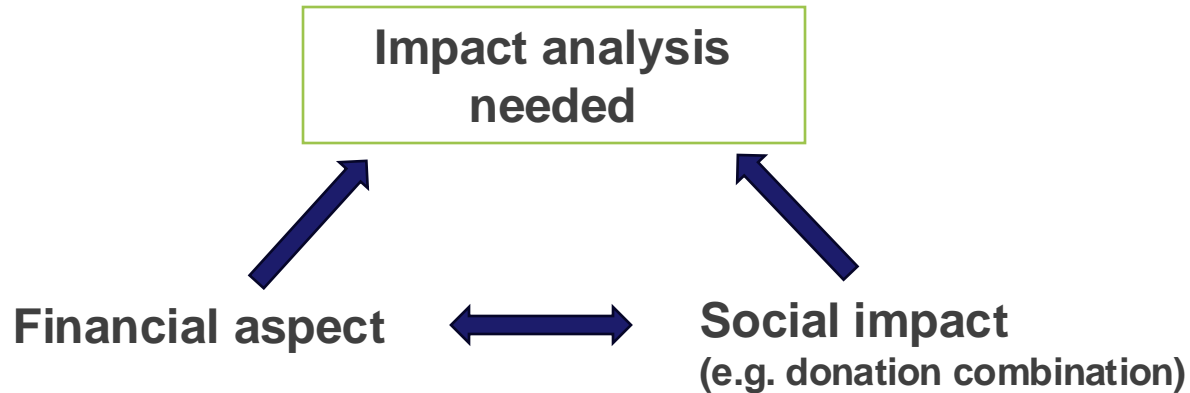 Impact analysis
needed
Financial aspect
Social impact
(e.g. donation combination)